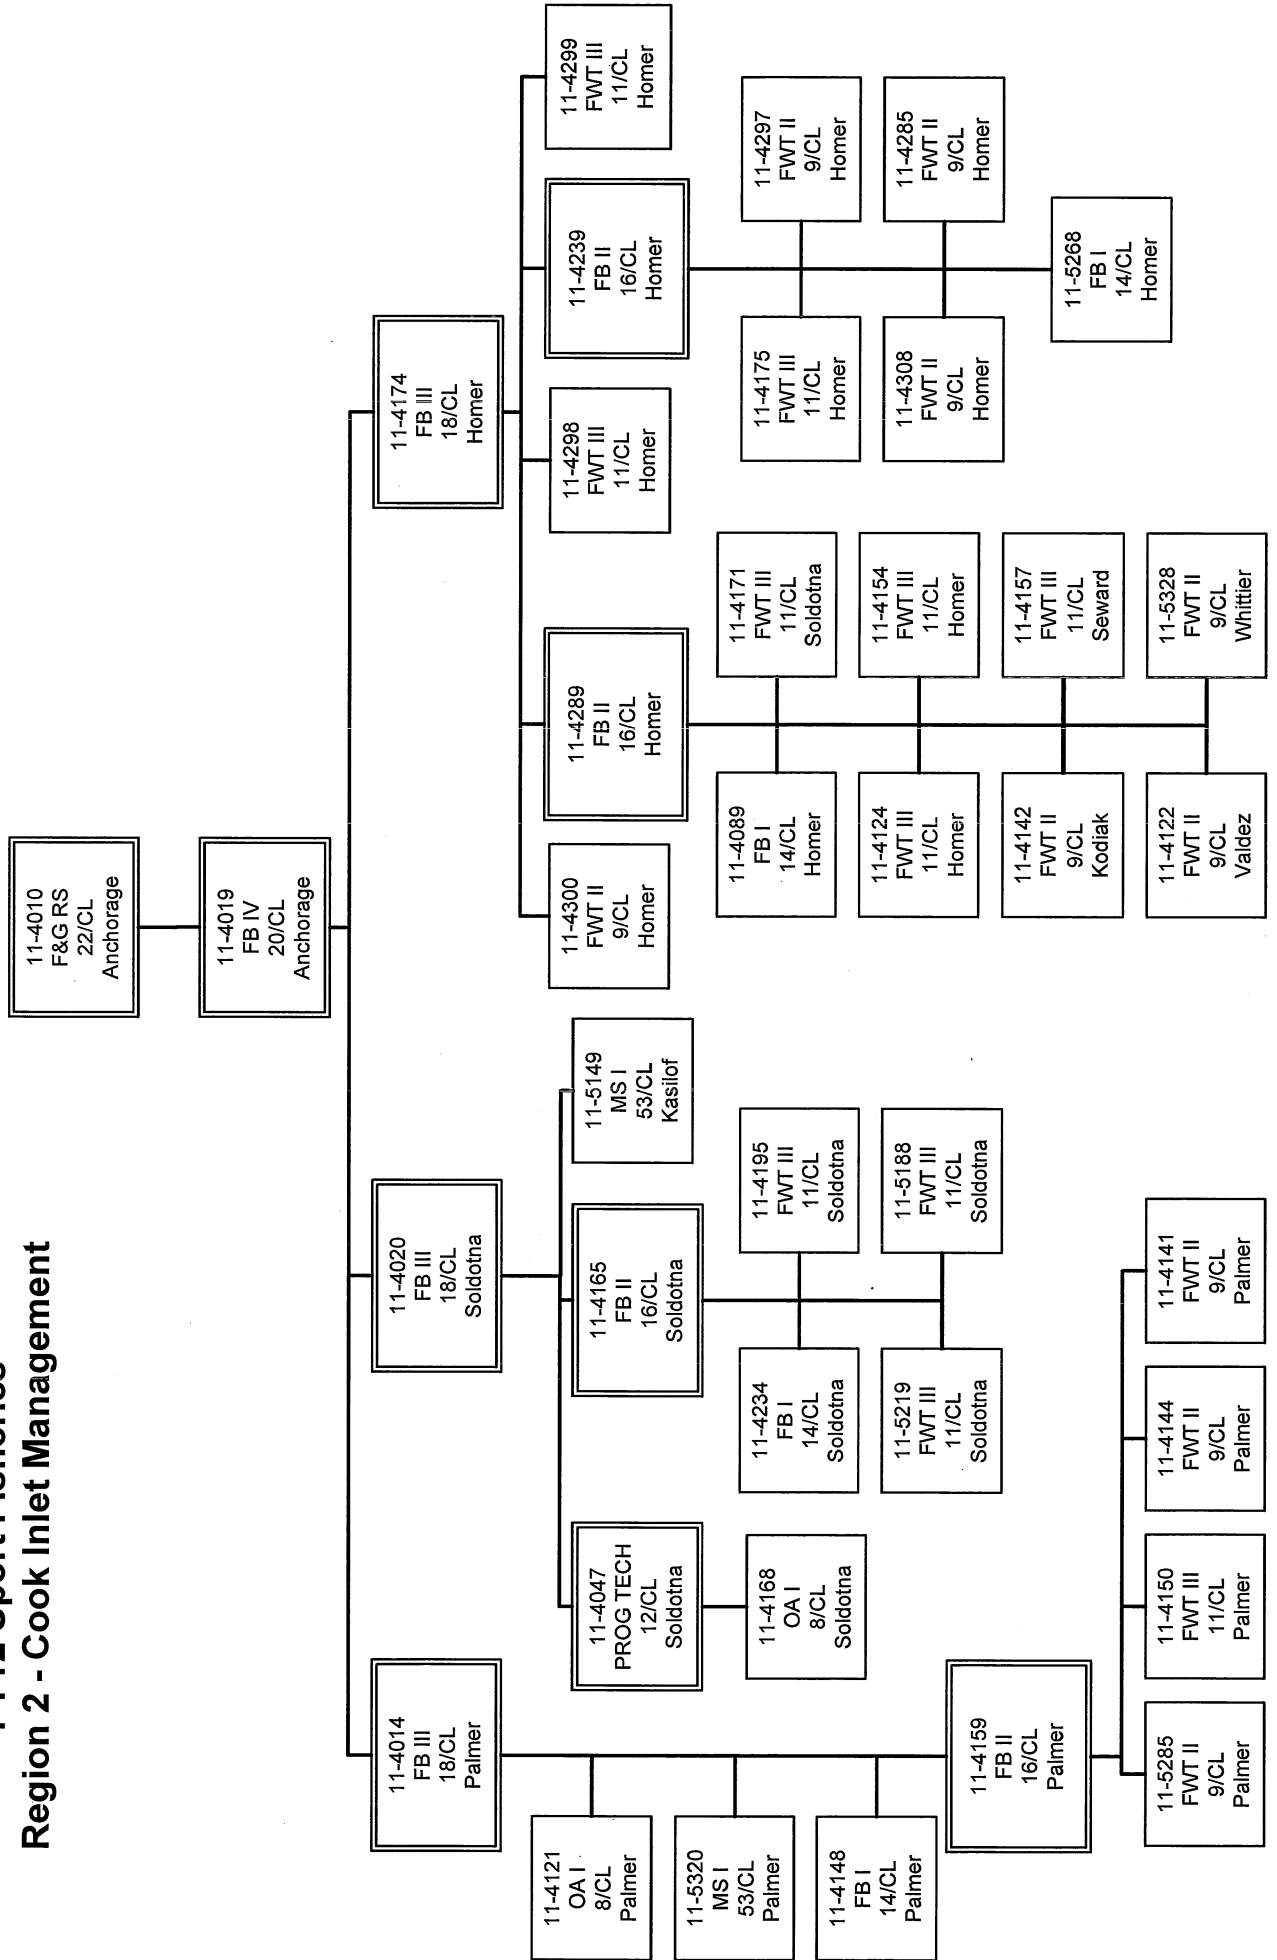 Region 2 - Cook Inlet Management
11-4010
F&G RS
22/CL
Anchorage
11-4019
FB IV
20/CL
Anchorage
11-4014
FB III
18/CL
Palmer
11-4020
FB III
18/CL
Soldotna
11-4174
FB III
18/CL
Homer
11-4121
OA I
8/CL
Palmer
11-5320
MS I
53/CL
Palmer
11-4148
FB I
14/CL
Palmer
11-4159
FB II
16/CL
Palmer
11-5285
FWT II
9/CL
Palmer
11-4150
FWT III
11/CL
Palmer
11-4144
FWT II
9/CL
Palmer
11-4141
FWT II
9/CL
Palmer
11-4047
PROG TECH
12/CL
Soldotna
11-4168
OA I
8/CL
Soldotna
11-4165
FB II
16/CL
Soldotna
11-5149
MS I
53/CL
Kasilof
11-4234
FB I
14/CL
Soldotna
11-4195
FWT III
11/CL
Soldotna
11-5219
FWT III
11/CL
Soldotna
11-5188
FWT III
11/CL
Soldotna
11-4300
FWT II
9/CL
Homer
11-4289
FB II
16/CL
Homer
11-4298
FWT III
11/CL
Homer
11-4239
FB II
16/CL
Homer
11-4299
FWT III
11/CL
Homer
11-4089
FB I
14/CL
Homer
11-4171
FWT III
11/CL
Soldotna
11-4124
FWT III
11/CL
Homer
11-4154
FWT III
11/CL
Homer
11-4142
FWT II
9/CL
Kodiak
11-4157
FWT III
11/CL
Seward
11-4122
FWT II
9/CL
Valdez
11-5328
FWT II
9/CL
Whittier
11-4175
FWT III
11/CL
Homer
11-4297
FWT II
9/CL
Homer
11-4308
FWT II
9/CL
Homer
11-4285
FWT II
9/CL
Homer
11-5268
FB I
14/CL
Homer